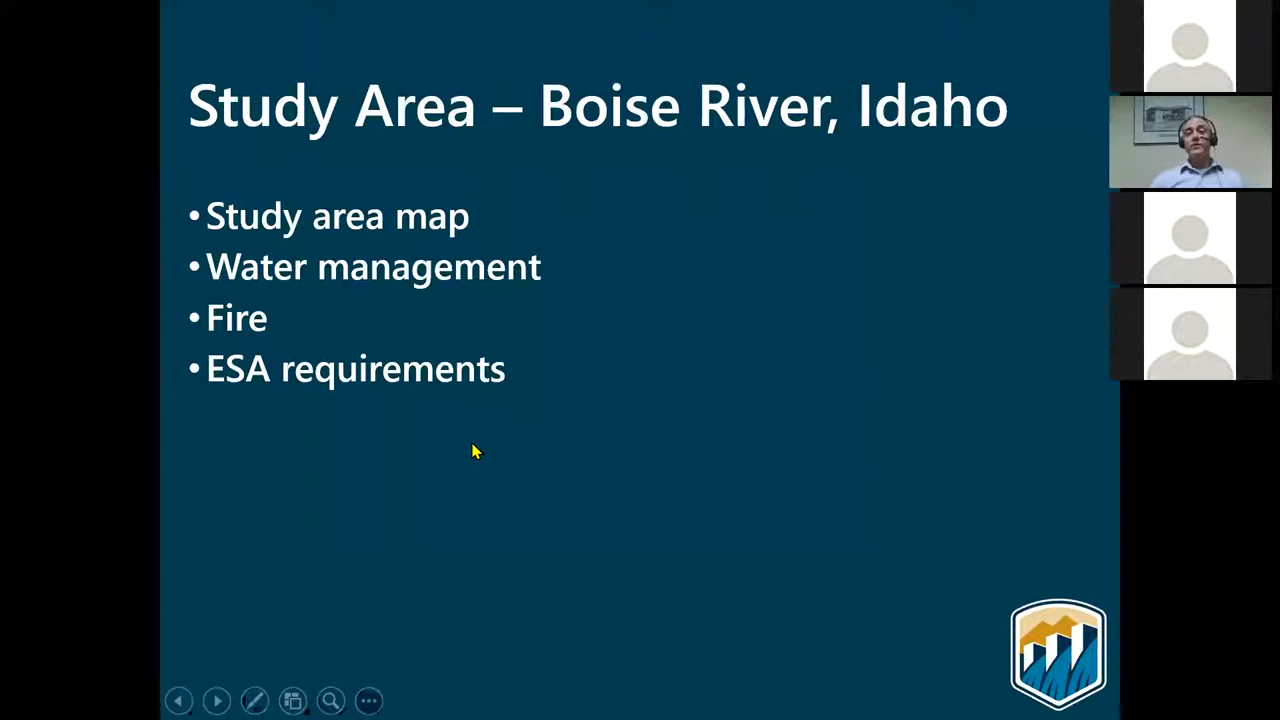 Study Area – Boise River, Idaho
• Study area map
• Water management
• Fire
• ESA requirements